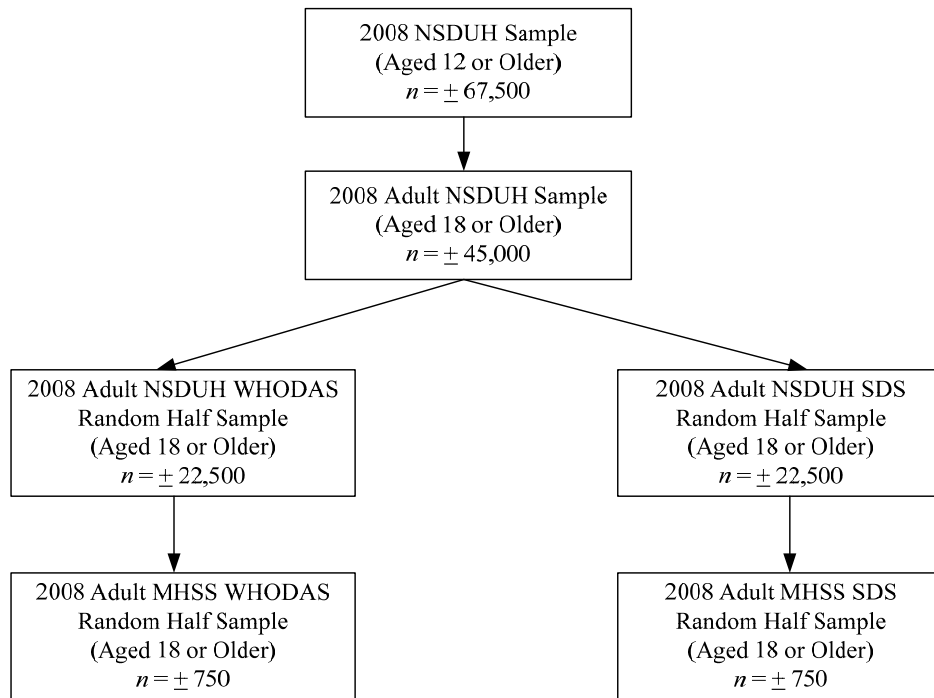 2008 NSDUH Sample
(Aged 12 or Older)
n = ± 67,500
2008 Adult NSDUH Sample
(Aged 18 or Older)
n = ± 45,000
2008 Adult NSDUH WHODAS
Random Half Sample
(Aged 18 or Older)
n = ± 22,500
2008 Adult NSDUH SDS
Random Half Sample
(Aged 18 or Older)
n = ± 22,500
2008 Adult MHSS WHODAS
Random Half Sample
(Aged 18 or Older)
n = ± 750
2008 Adult MHSS SDS
Random Half Sample
(Aged 18 or Older)
n = ± 750